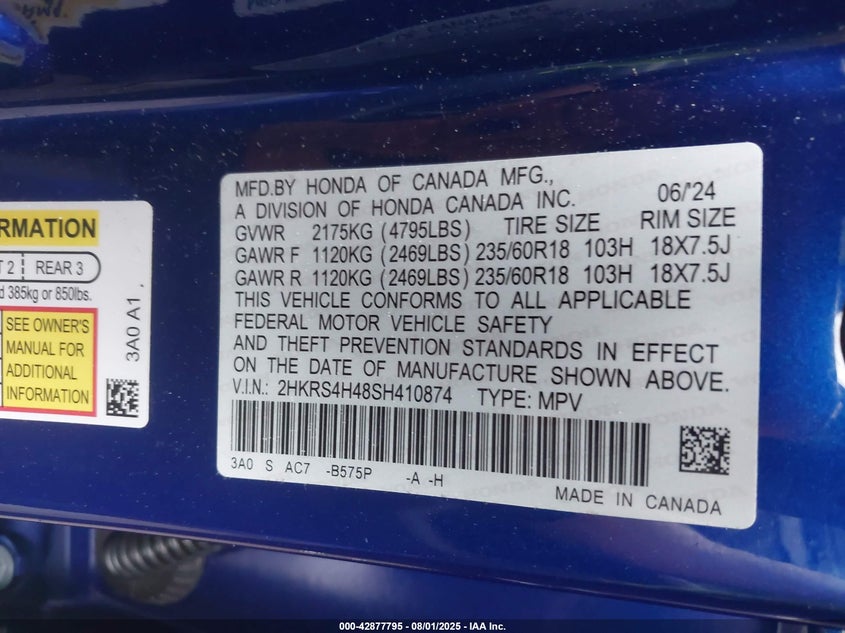 RMATION
2 REAR 3
385kg or 850lbs.
SEE OWNER'S
MANUAL FOR
ADDITIONAL
INFORMATION
3A0 A1
MFD.BY HONDA OF CANADA MFG.,
A DIVISION OF HONDA CANADA INC. 06/'24
GVWR 2175KG (4795LBS) TIRE SIZE RIM SIZE
GAWR F 1120KG (2469LBS) 235/60R18 103H 18X7.5J
GAWR R 1120KG (2469LBS) 235/60R18 103H 18X7.5J
THIS VEHICLE CONFORMS TO ALL APPLICABLE
FEDERAL MOTOR VEHICLE SAFETY
AND THEFT PREVENTION STANDARDS IN EFFECT
ON THE DATE OF MANUFACTURE SHOWN ABOVE.
V.I.N.: 2HKRS4H48SH410874 TYPE: MPV
3A0 S AC7 -B575P -A -H
MADE IN CANADA
000-42877795 - 08/01/2025 - IAA Inc.